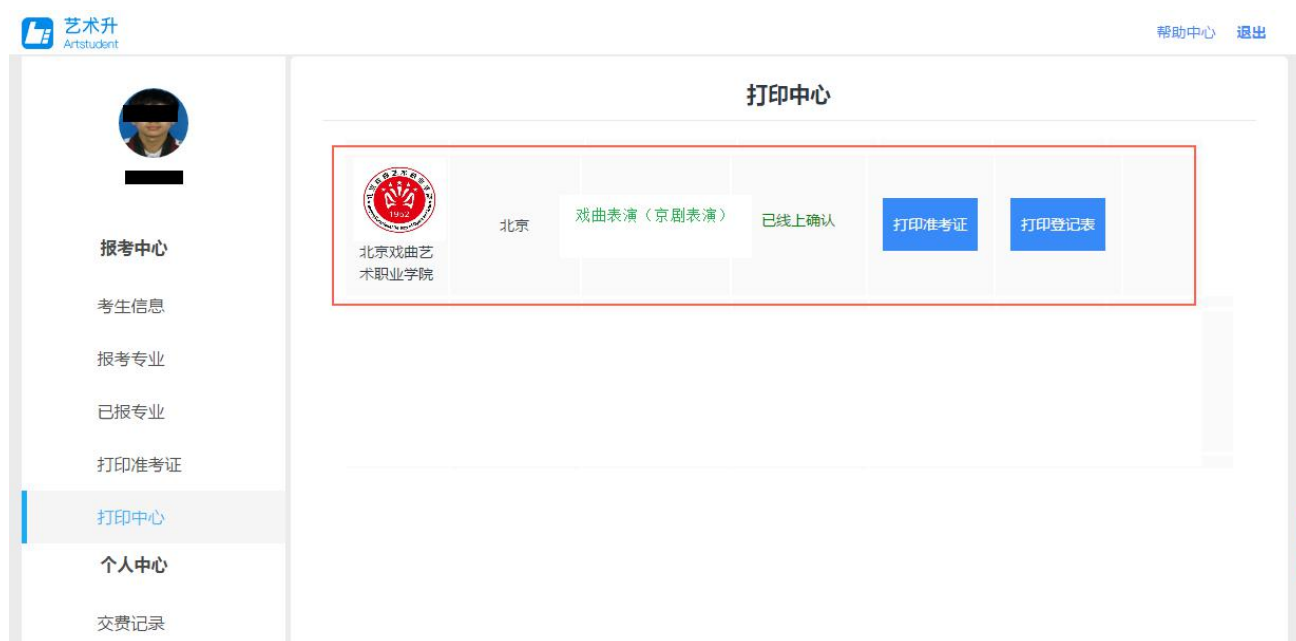 艺术升
Artstudent
帮助中心 退出
打印中心
报考中心
考生信息
报考专业
已报专业
打印准考证
打印中心
个人中心
交费记录
1952
北京戏曲艺
术职业学院
北京
戏曲表演（京剧表演）
已线上确认
打印准考证
打印登记表